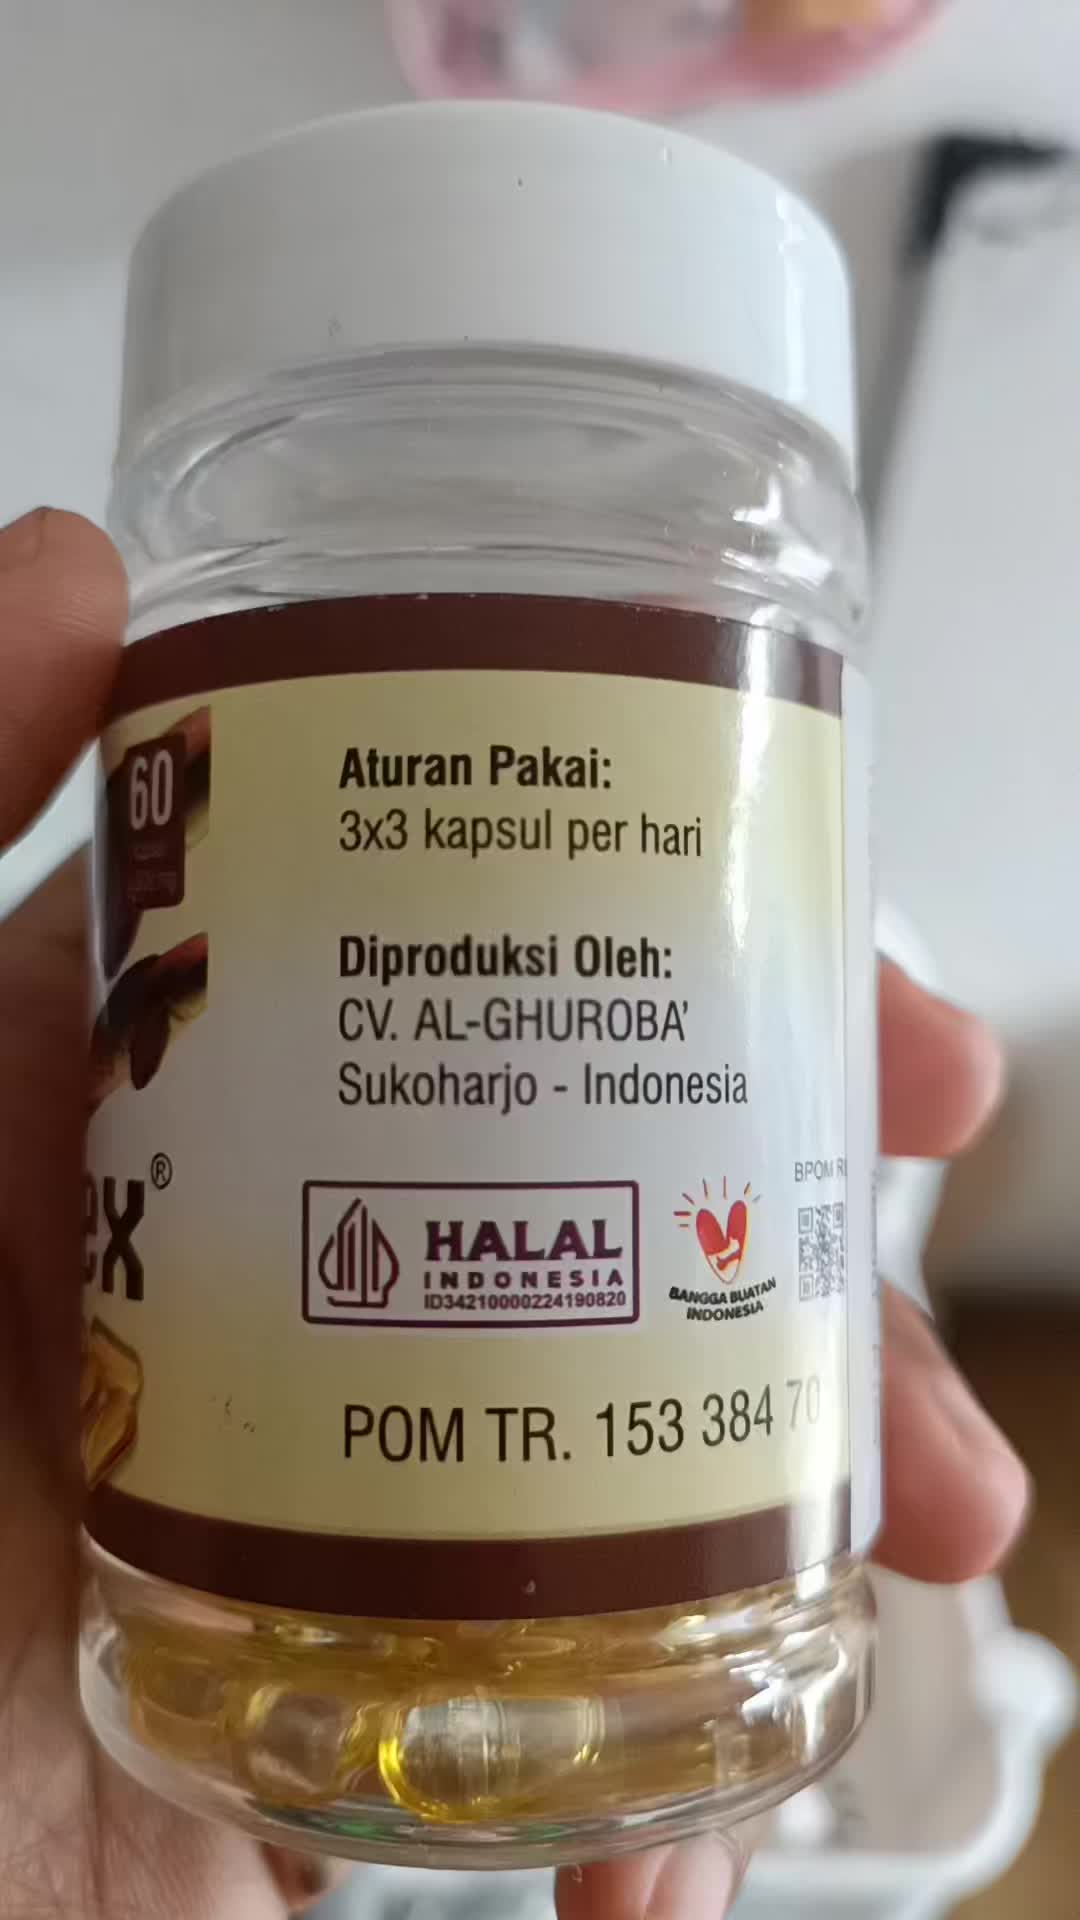 60
Aturan Pakai:
3x3 kapsul per hari
Diproduksi Oleh:
CV. AL-GHUROBA’
Sukoharjo - Indonesia
ex®
HALAL
INDONESIA
ID34210000224190820
BANGGA BUATAN
INDONESIA
BPOM
POM TR. 153 384 70